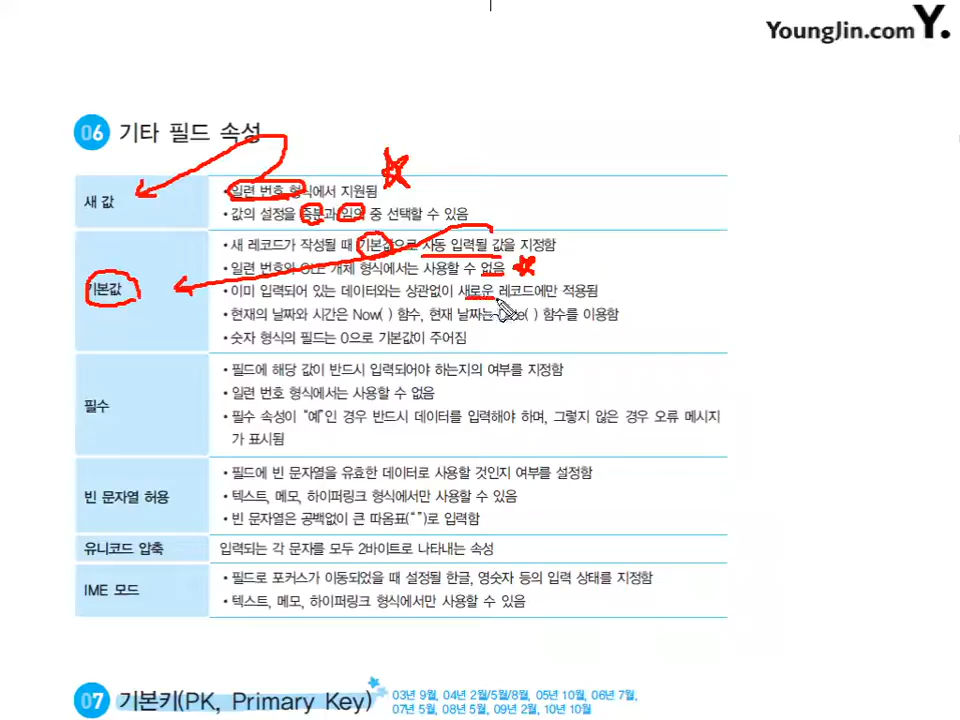 YoungJin.com Y.
06 기타 필드 속성
새 값
• 일련 번호 형식에서 지원됨
• 값의 설정을 증분과 임의 중 선택할 수 있음
기본값
• 새 레코드가 작성될 때 기본값으로 자동 입력될 값을 지정함
• 일련 번호와 OLE 개체 형식에서는 사용할 수 없음
• 이미 입력되어 있는 데이터와는 상관없이 새로운 레코드에만 적용됨
• 현재의 날짜와 시간은 Now( ) 함수, 현재 날짜는 Date( ) 함수를 이용함
• 숫자 형식의 필드는 0으로 기본값이 주어짐
필수
• 필드에 해당 값이 반드시 입력되어야 하는지의 여부를 지정함
• 일련 번호 형식에서는 사용할 수 없음
• 필수 속성이 “예”인 경우 반드시 데이터를 입력해야 하며, 그렇지 않은 경우 오류 메시지
가 표시됨
빈 문자열 허용
• 필드에 빈 문자열을 유효한 데이터로 사용할 것인지 여부를 설정함
• 텍스트, 메모, 하이퍼링크 형식에서만 사용할 수 있음
• 빈 문자열은 공백없이 큰 따옴표(“”)로 입력함
유니코드 압축
입력되는 각 문자를 모두 2바이트로 나타내는 속성
IME 모드
• 필드로 포커스가 이동되었을 때 설정될 한글, 영숫자 등의 입력 상태를 지정함
• 텍스트, 메모, 하이퍼링크 형식에서만 사용할 수 있음
07 기본키(PK, Primary Key)
03년 9월, 04년 2월/5월/8월, 05년 10월, 06년 7월,
07년 5월, 08년 5월, 09년 2월, 10년 10월